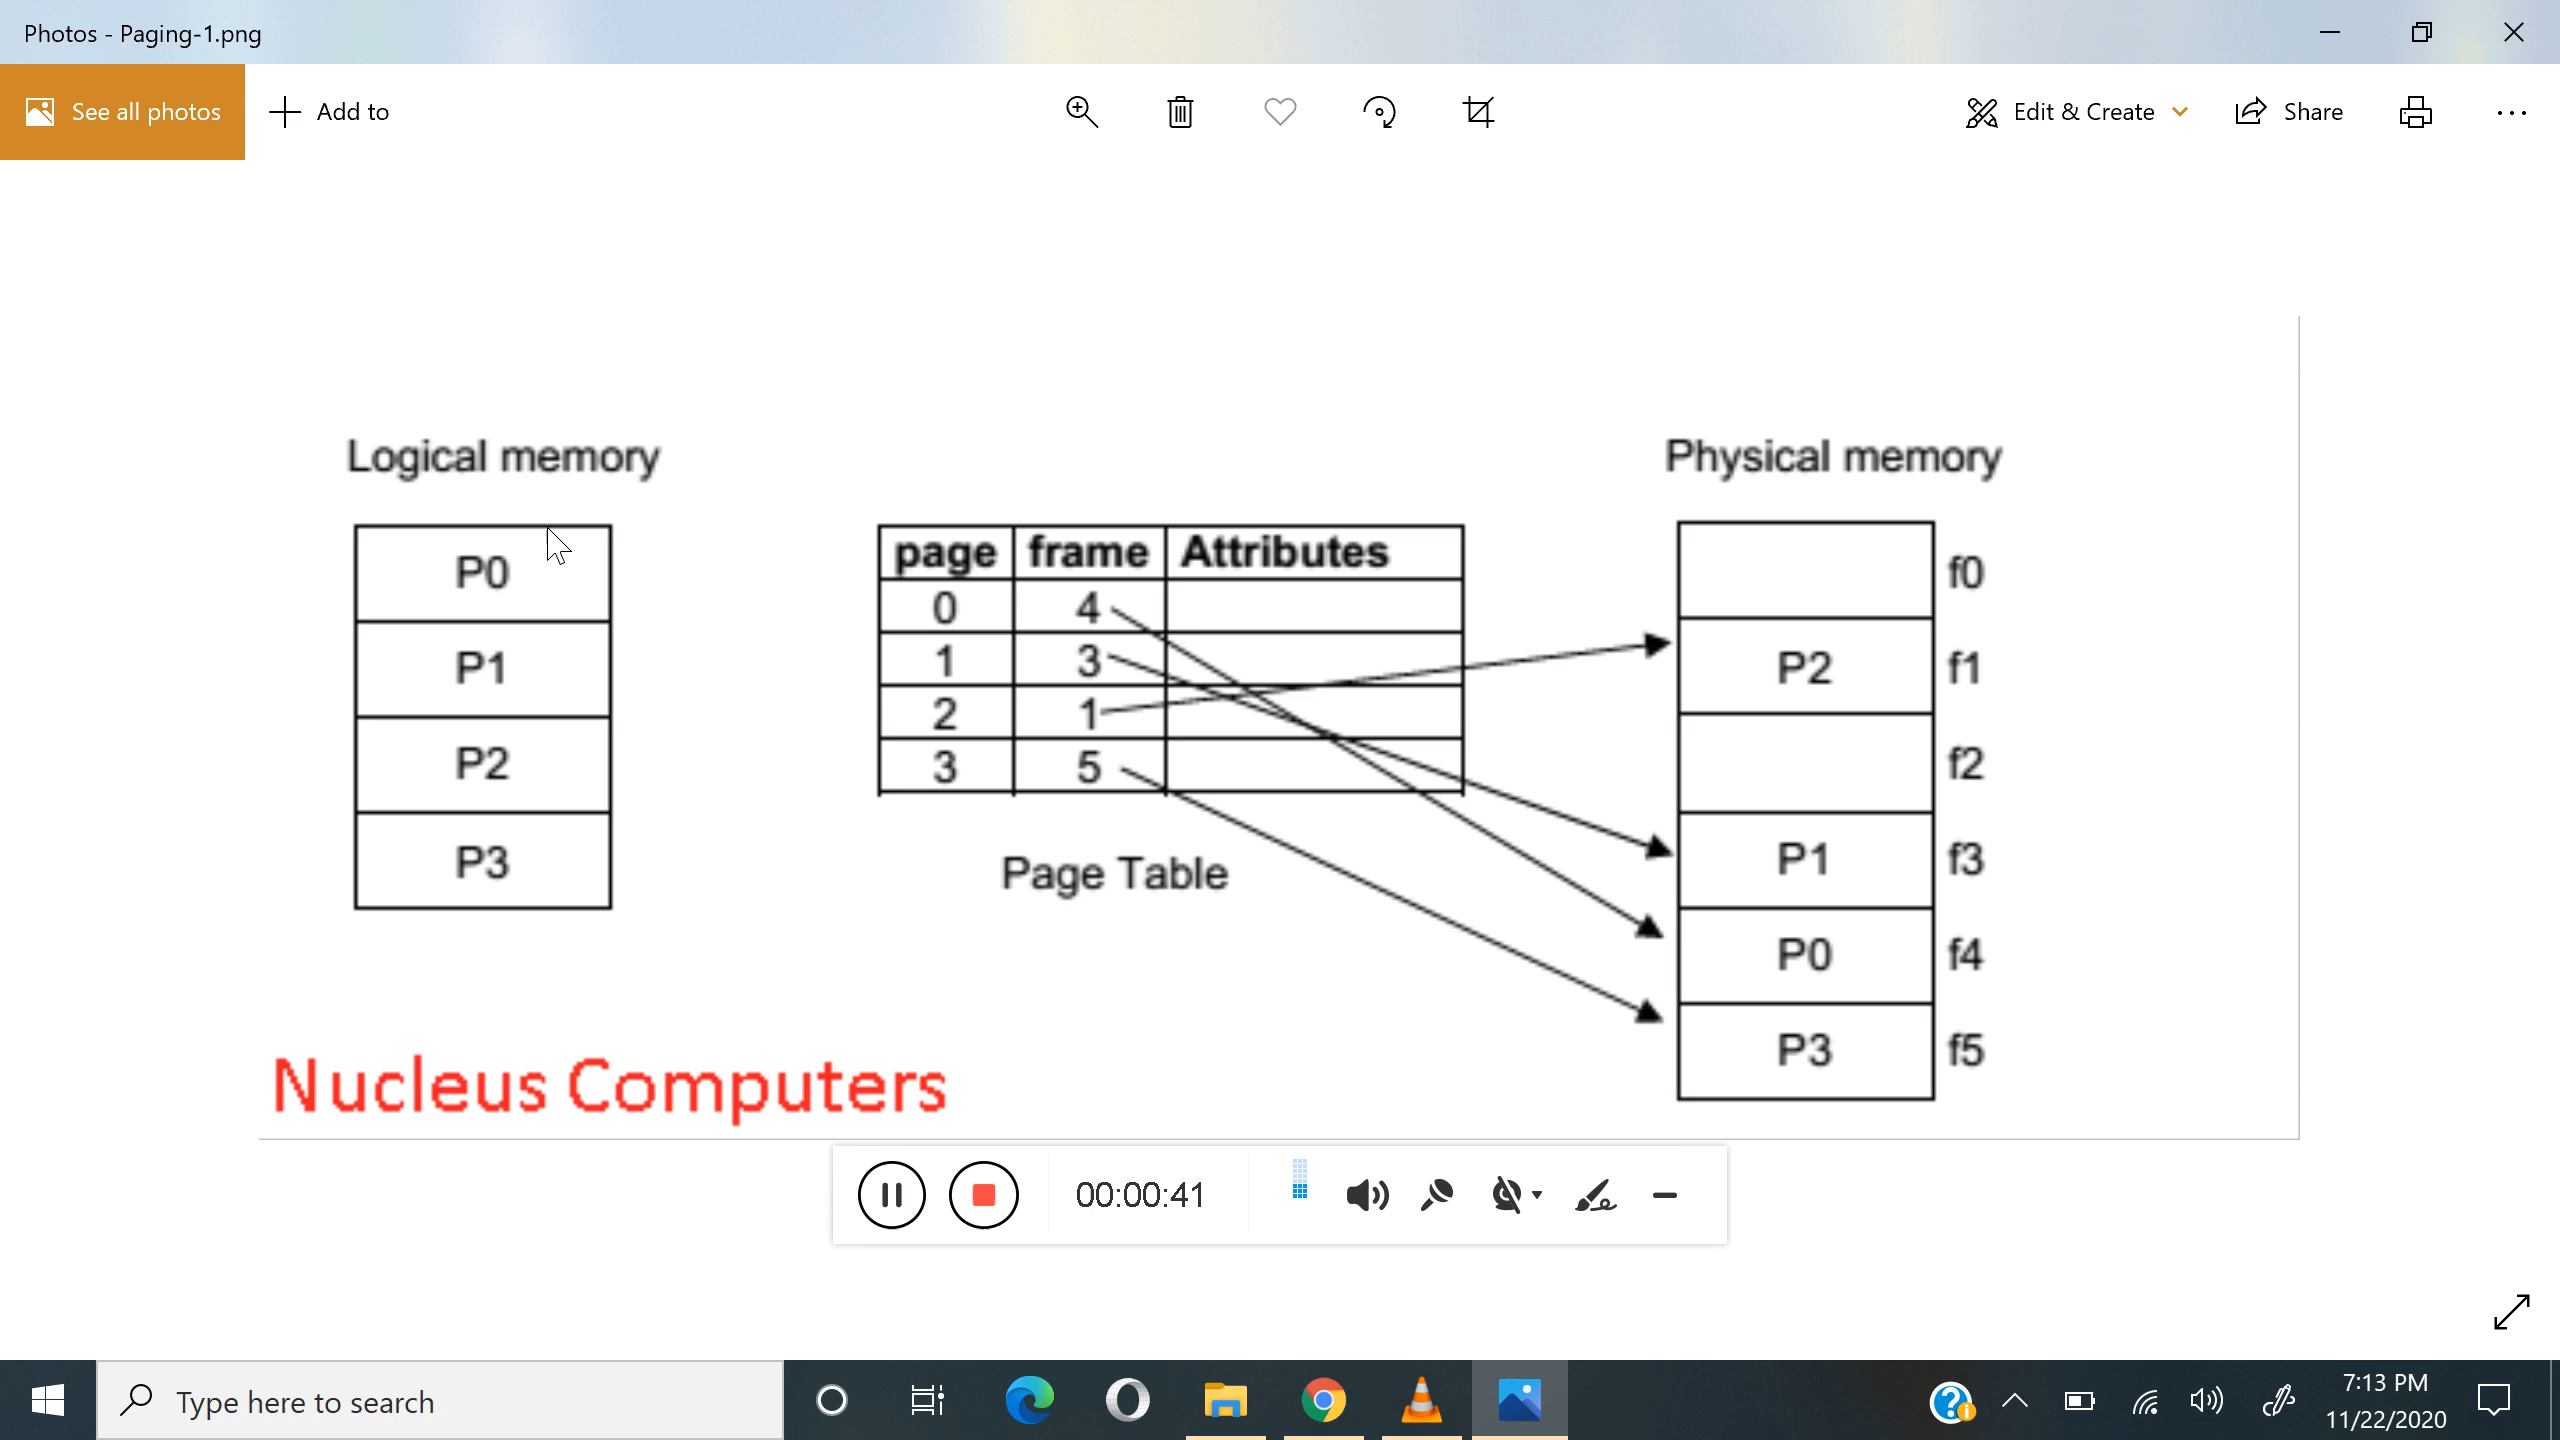 Photos - Paging-1.png
See all photos
Add to
Edit & Create
Share
Logical memory
P0
P1
P2
P3
page frame Attributes
0 4
1 3
2 1
3 5
Page Table
Physical memory
f0
P2 f1
f2
P1 f3
P0 f4
P3 f5
Nucleus Computers
00:00:41
Type here to search
7:13 PM
11/22/2020